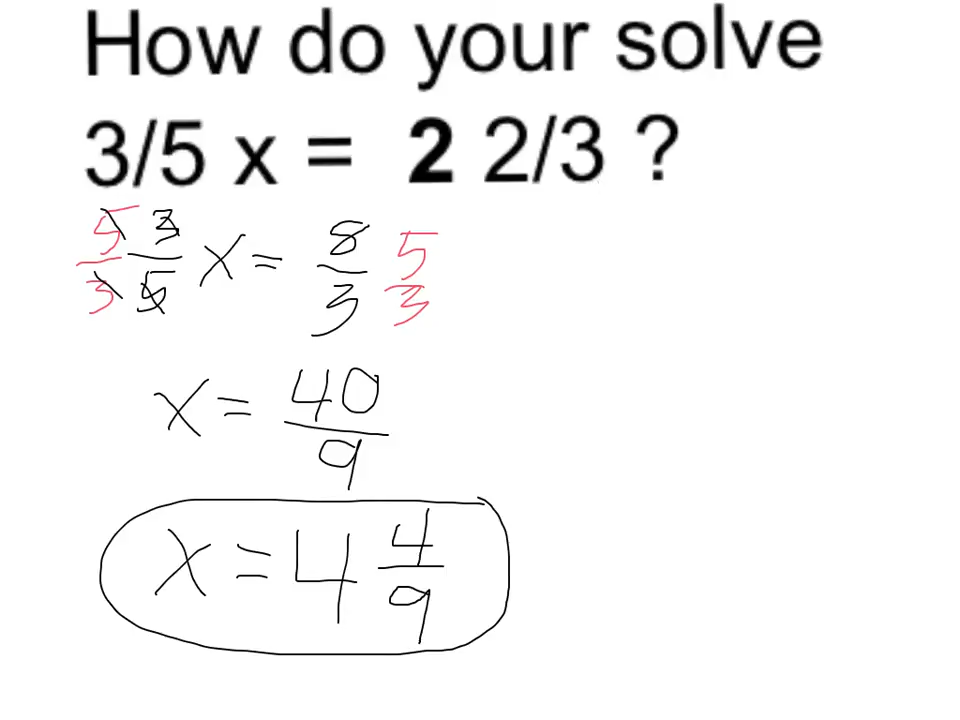 How do your solve
3/5 x = 2 2/3 ?
5/3 3/5 x = 8/3 5/3
x = 40/9
x = 4 4/9